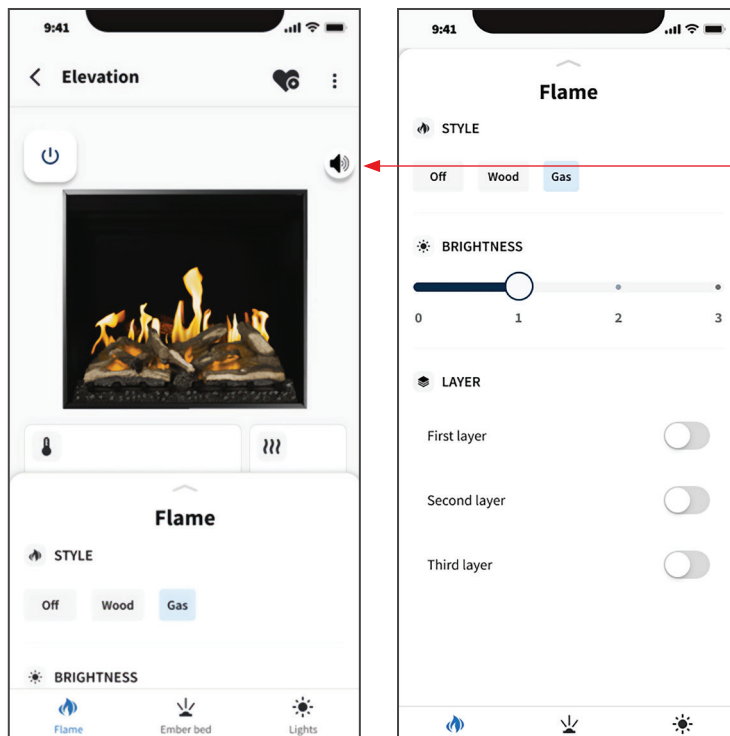 9:41
Elevation
Flame
STYLE
Off Wood Gas
BRIGHTNESS
Flame Ember bed Lights
9:41
Flame
STYLE
Off Wood Gas
BRIGHTNESS
0 1 2 3
LAYER
First layer
Second layer
Third layer